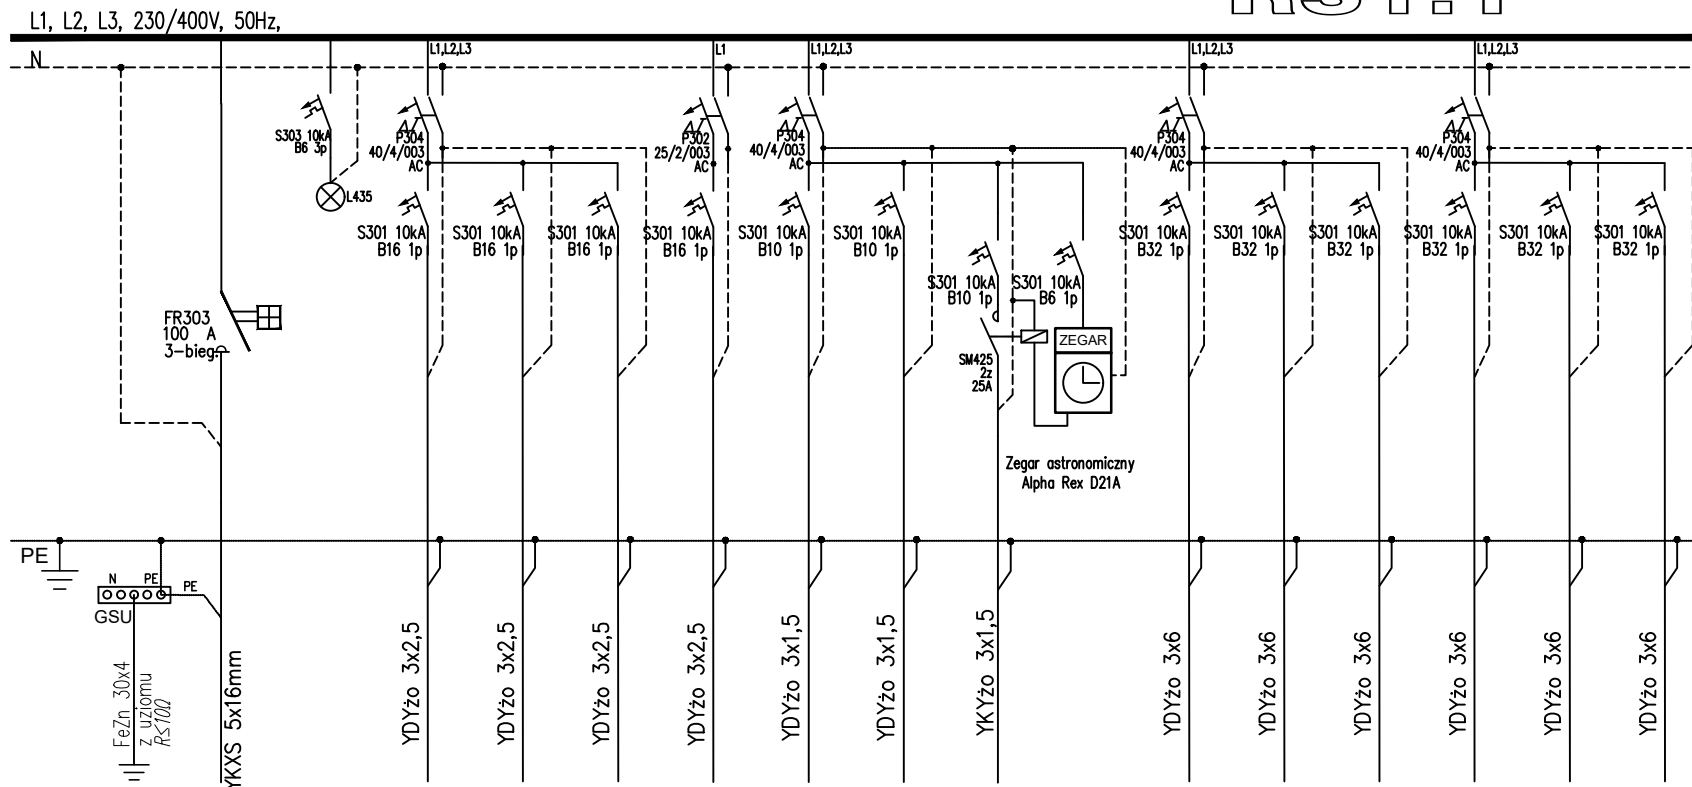 L1, L2, L3, 230/400V, 50Hz,
N
L1,L2,L3
L1
L1,L2,L3
L1,L2,L3
L1,L2,L3
S303 10kA
B6 3p
L435
P304
40/4/003
AC
P302
25/2/003
AC
P304
40/4/003
AC
P304
40/4/003
AC
P304
40/4/003
AC
S301 10kA
B16 1p
S301 10kA
B16 1p
S301 10kA
B16 1p
S301 10kA
B16 1p
S301 10kA
B10 1p
S301 10kA
B10 1p
S301 10kA
B10 1p
S301 10kA
B6 1p
S301 10kA
B32 1p
S301 10kA
B32 1p
S301 10kA
B32 1p
S301 10kA
B32 1p
S301 10kA
B32 1p
S301 10kA
B32 1p
FR303
100 A
3-bieg.
SM425
2z
25A
ZEGAR
Zegar astronomiczny
Alpha Rex D21A
PE
N PE
PE
GSU
FeZn 30x4
z uziomu
R≤10Ω
YKXS 5x16mm
YDYżo 3x2,5
YDYżo 3x2,5
YDYżo 3x2,5
YDYżo 3x2,5
YDYżo 3x1,5
YDYżo 3x1,5
YKYżo 3x1,5
YDYżo 3x6
YDYżo 3x6
YDYżo 3x6
YDYżo 3x6
YDYżo 3x6
YDYżo 3x6